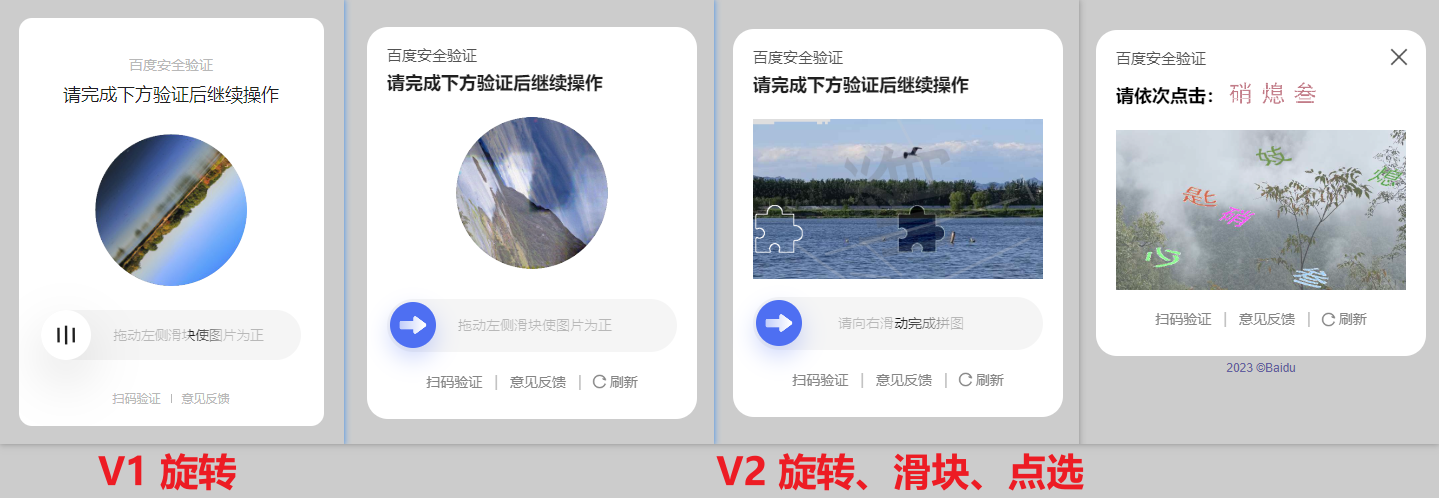 百度安全验证
请完成下方验证后继续操作
拖动左侧滑块使图片为正
扫码验证 | 意见反馈
百度安全验证
请完成下方验证后继续操作
拖动左侧滑块使图片为正
扫码验证 | 意见反馈 | 刷新
百度安全验证
请完成下方验证后继续操作
请向右滑动完成拼图
扫码验证 | 意见反馈 | 刷新
百度安全验证
请依次点击： 硝 熄 叁
扫码验证 | 意见反馈 | 刷新
2023 ©Baidu
V1 旋转
V2 旋转、滑块、点选